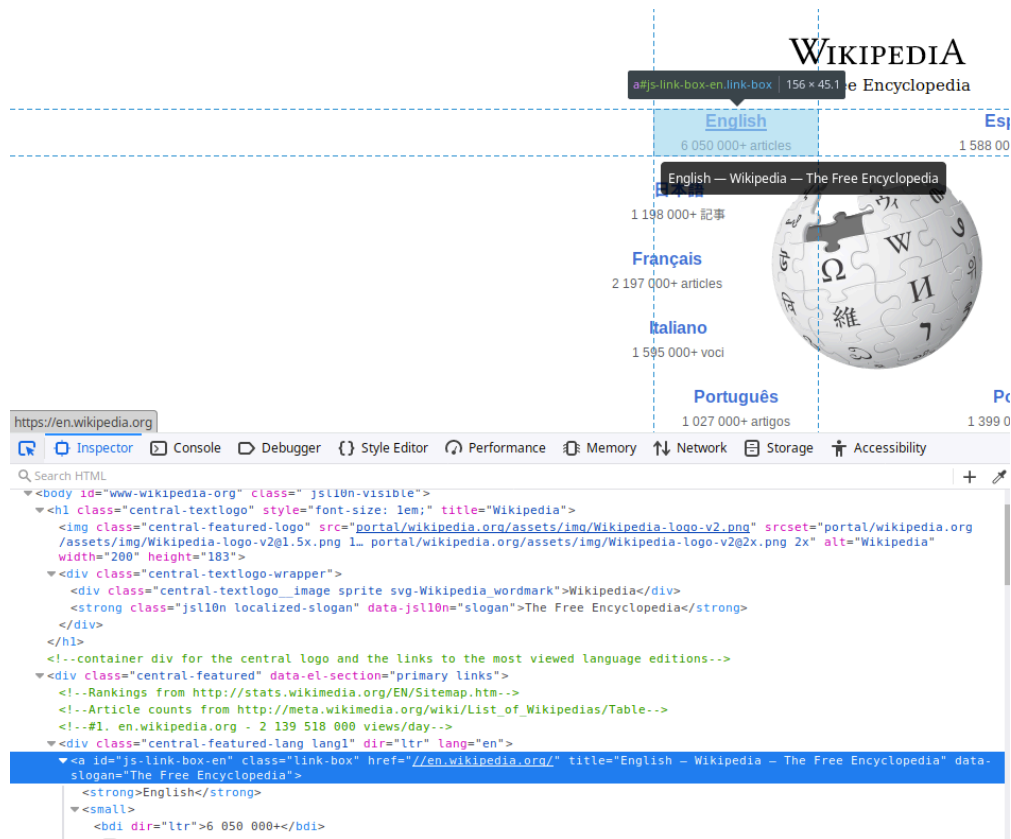 WIKIPEDIA
ee Encyclopedia
a#js-link-box-en.link-box 156 × 45.1
English Esp
6 050 000+ articles 1 588 00
English — Wikipedia — The Free Encyclopedia
日本語
1 198 000+ 記事
Français
2 197 000+ articles
Italiano
1 595 000+ voci
Português Po
1 027 000+ artigos 1 399 0
https://en.wikipedia.org
Inspector Console Debugger {} Style Editor Performance Memory Network Storage Accessibility
Search HTML
<body id="www-wikipedia-org" class=" jsl10n-visible">
<h1 class="central-textlogo" style="font-size: 1em;" title="Wikipedia">
<img class="central-featured-logo" src="portal/wikipedia.org/assets/img/Wikipedia-logo-v2.png" srcset="portal/wikipedia.org
/assets/img/Wikipedia-logo-v2@1.5x.png 1… portal/wikipedia.org/assets/img/Wikipedia-logo-v2@2x.png 2x" alt="Wikipedia"
width="200" height="183">
<div class="central-textlogo-wrapper">
<div class="central-textlogo__image sprite svg-Wikipedia_wordmark">Wikipedia</div>
<strong class="jsl10n localized-slogan" data-jsl10n="slogan">The Free Encyclopedia</strong>
</div>
</h1>
<!--container div for the central logo and the links to the most viewed language editions-->
<div class="central-featured" data-el-section="primary links">
<!--Rankings from http://stats.wikimedia.org/EN/Sitemap.htm-->
<!--Article counts from http://meta.wikimedia.org/wiki/List_of_Wikipedias/Table-->
<!--#1. en.wikipedia.org - 2 139 518 000 views/day-->
<div class="central-featured-lang lang1" dir="ltr" lang="en">
<a id="js-link-box-en" class="link-box" href="//en.wikipedia.org/" title="English — Wikipedia — The Free Encyclopedia" data-
slogan="The Free Encyclopedia">
<strong>English</strong>
<small>
<bdi dir="ltr">6 050 000+</bdi>